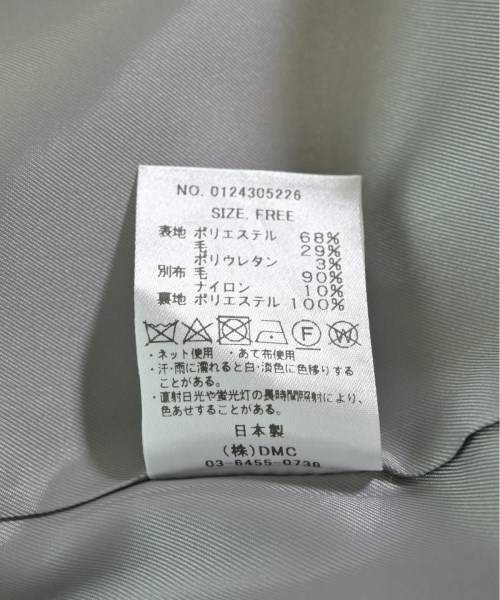 NO. 0124305226
SIZE. FREE
表地 ポリエステル 68%
毛 29%
ポリウレタン 3%
別布 毛 90%
ナイロン 10%
裏地 ポリエステル 100%
F W
・ネット使用 ・あて布使用
・汗・雨に濡れると白・淡色に色移りする
ことがある。
・直射日光や蛍光灯の長時間照射により、
色あせすることがある。
日本製
(株)DMC
03-6455-0730